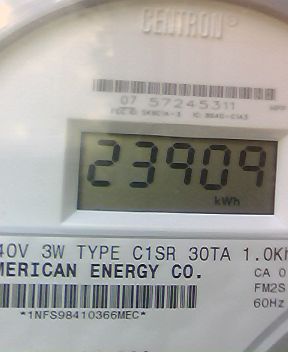 CENTRON®
07 57245311
23909
kWh
40V 3W TYPE C1SR 30TA 1.0Kh
MERICAN ENERGY CO.
CA 0
FM2S
60Hz
*1NFS98410366MEC*